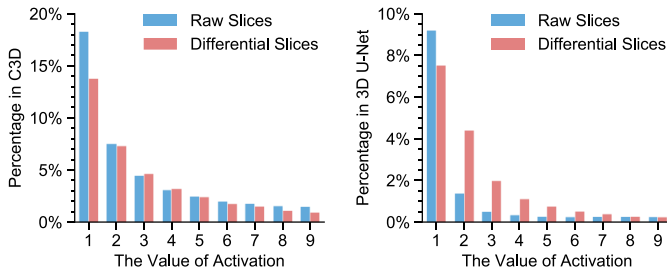 Percentage in C3D
20%
15%
10%
5%
0%
Raw Slices
Differential Slices
1 2 3 4 5 6 7 8 9
The Value of Activation
Percentage in 3D U-Net
10%
8%
6%
4%
2%
0%
Raw Slices
Differential Slices
1 2 3 4 5 6 7 8 9
The Value of Activation